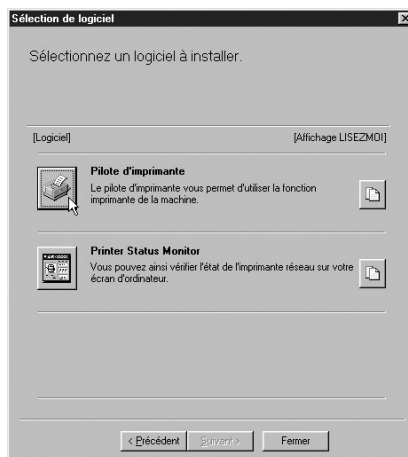 Sélection de logiciel
Sélectionnez un logiciel à installer.
[Logiciel] [Affichage LISEZMOI]
Pilote d'imprimante
Le pilote d'imprimante vous permet d'utiliser la fonction
imprimante de la machine.
Printer Status Monitor
Vous pouvez ainsi vérifier l'état de l'imprimante réseau sur votre
écran d'ordinateur.
< Précédent Suivant > Fermer